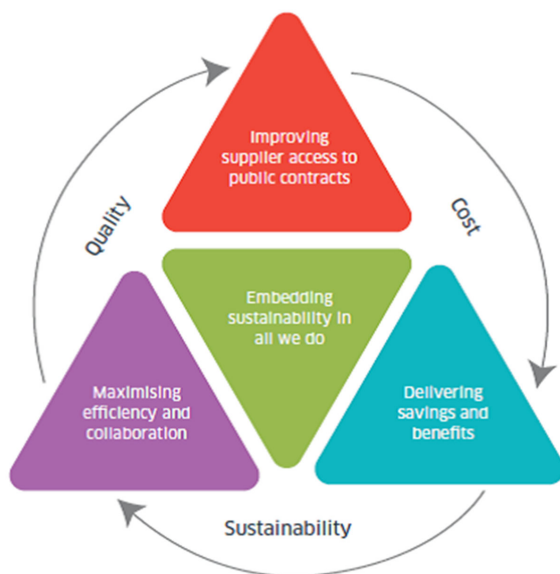 Improving
supplier access to
public contracts
Quality
Cost
Embedding
sustainability in
all we do
Maximising
efficiency and
collaboration
Delivering
savings and
benefits
Sustainability